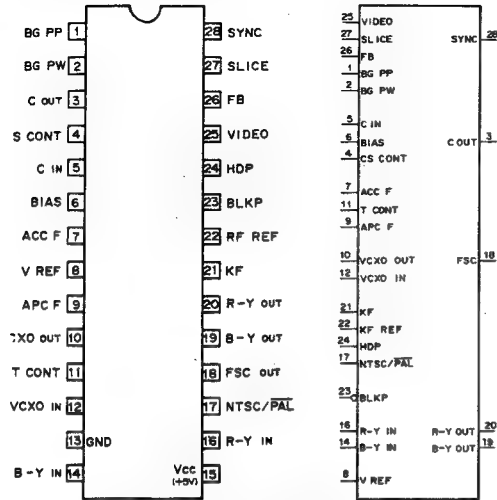 BG PP 1
BG PW 2
C OUT 3
S CONT 4
C IN 5
BIAS 6
ACC F 7
V REF 8
APC F 9
CXO OUT 10
T CONT 11
VCXO IN 12
13 GND
B-Y IN 14
28 SYNC
27 SLICE
26 FB
25 VIDEO
24 HDP
23 BLKP
22 RF REF
21 KF
20 R-Y OUT
19 B-Y OUT
18 FSC OUT
17 NTSC/PAL
16 R-Y IN
Vcc 15
(+5V)
25 VIDEO
27 SLICE
26 FB
1 BG PP
2 BG PW
5 C IN
6 BIAS
4 CS CONT
7 ACC F
11 T CONT
9 APC F
10 VCXO OUT
12 VCXO IN
21 KF
22 KF REF
24 HDP
17 NTSC/PAL
23 BLKP
16 R-Y IN
14 B-Y IN
8 V REF
SYNC 28
C OUT 3
FSC 18
R-Y OUT 20
B-Y OUT 19